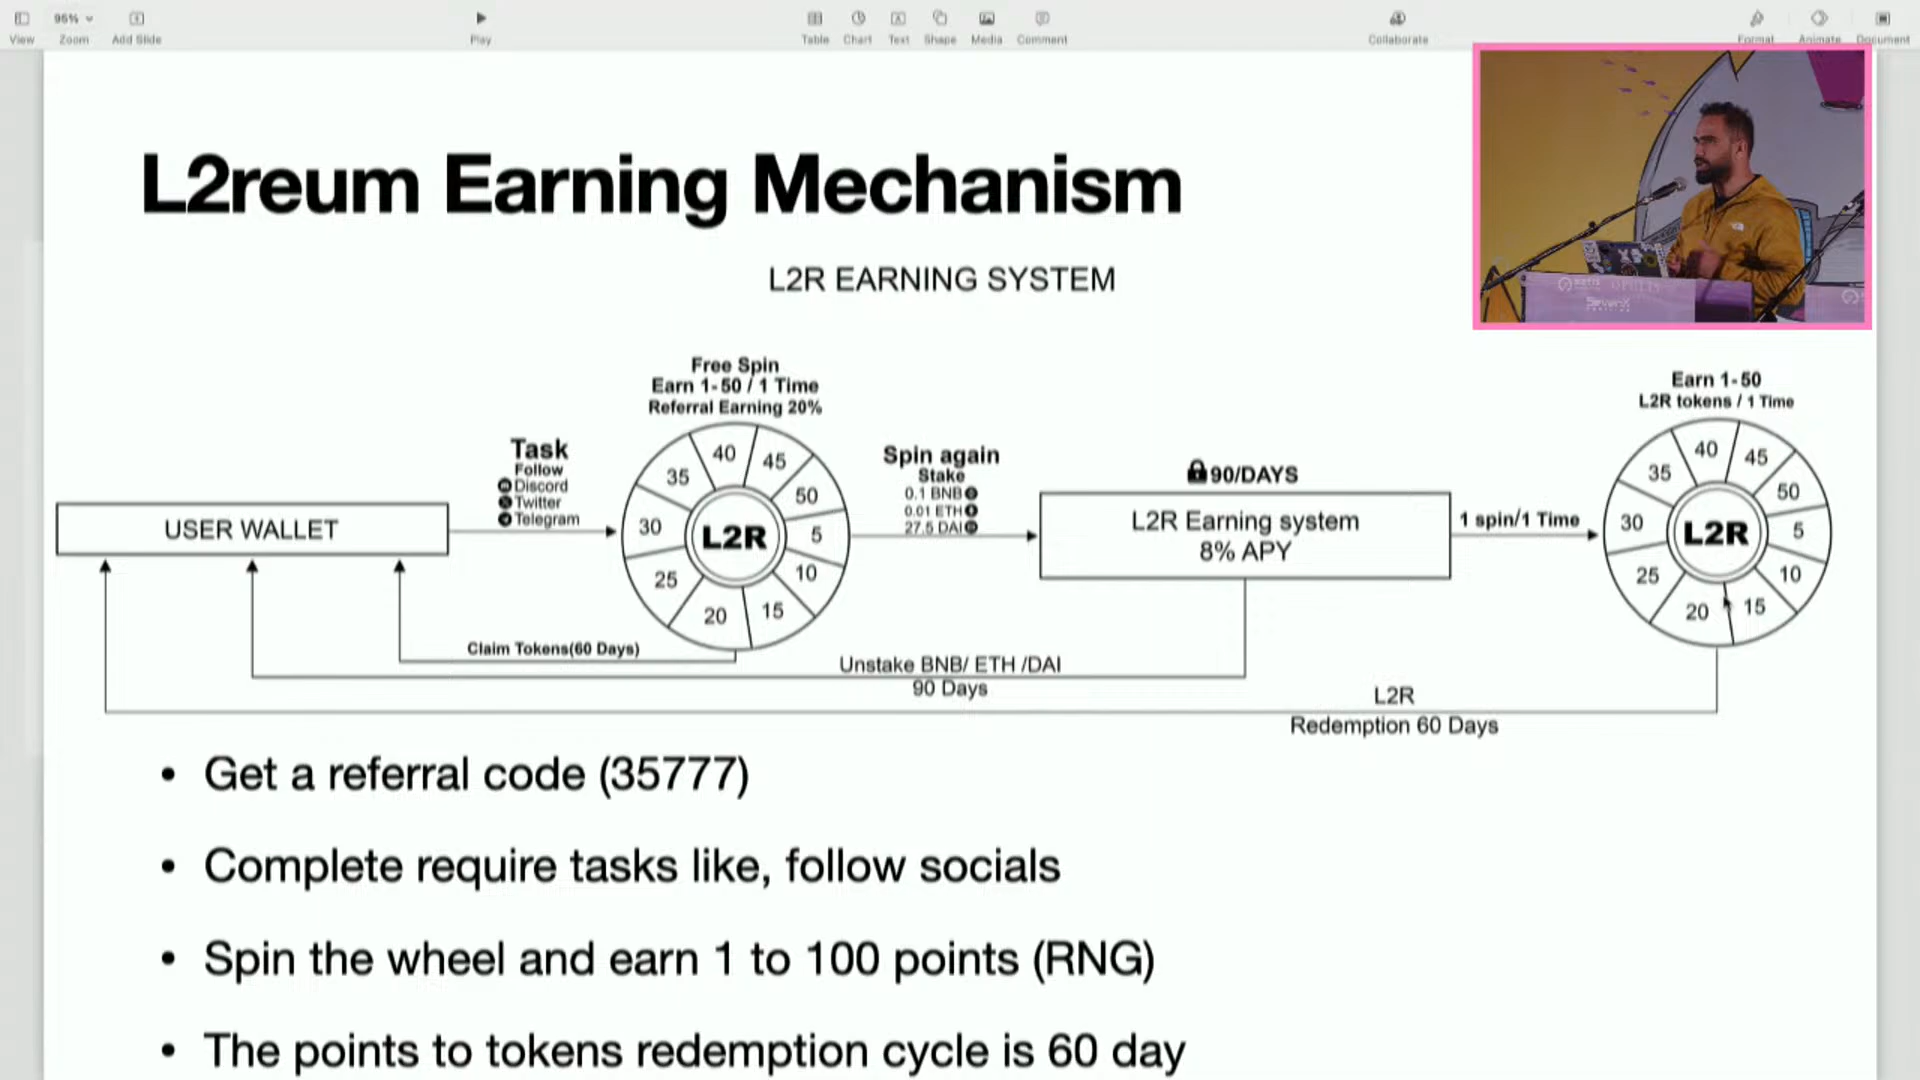 95%
View
Zoom
Add Slide
Play
Table
Chart
Text
Shape
Media
Comment
Collaborate
Format
Animate
Document
L2reum Earning Mechanism
L2R EARNING SYSTEM
Free Spin
Earn 1-50 / 1 Time
Referral Earning 20%
Task
Follow
Discord
Twitter
Telegram
USER WALLET
40
45
50
5
10
15
20
25
30
35
L2R
Spin again
Stake
0.1 BNB
0.01 ETH
27.5 DAI
90/DAYS
L2R Earning system
8% APY
1 spin/1 Time
Earn 1-50
L2R tokens / 1 Time
40
45
50
5
10
15
20
25
30
35
L2R
Claim Tokens(60 Days)
Unstake BNB/ ETH /DAI
90 Days
L2R
Redemption 60 Days
• Get a referral code (35777)
• Complete require tasks like, follow socials
• Spin the wheel and earn 1 to 100 points (RNG)
• The points to tokens redemption cycle is 60 day